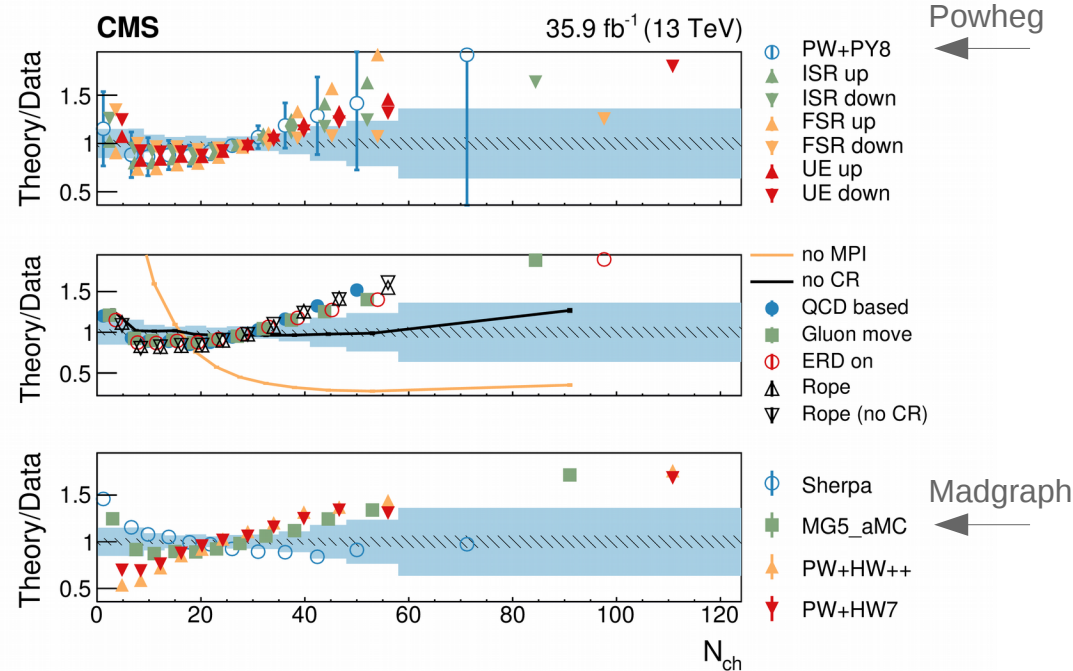 CMS 35.9 fb⁻¹ (13 TeV)
Powheg
Theory/Data
1.5
1
0.5
PW+PY8
ISR up
ISR down
FSR up
FSR down
UE up
UE down
Theory/Data
1.5
1
0.5
no MPI
no CR
QCD based
Gluon move
ERD on
Rope
Rope (no CR)
Theory/Data
1.5
1
0.5
Sherpa
Madgraph
MG5_aMC
PW+HW++
PW+HW7
0 20 40 60 80 100 120
N_ch